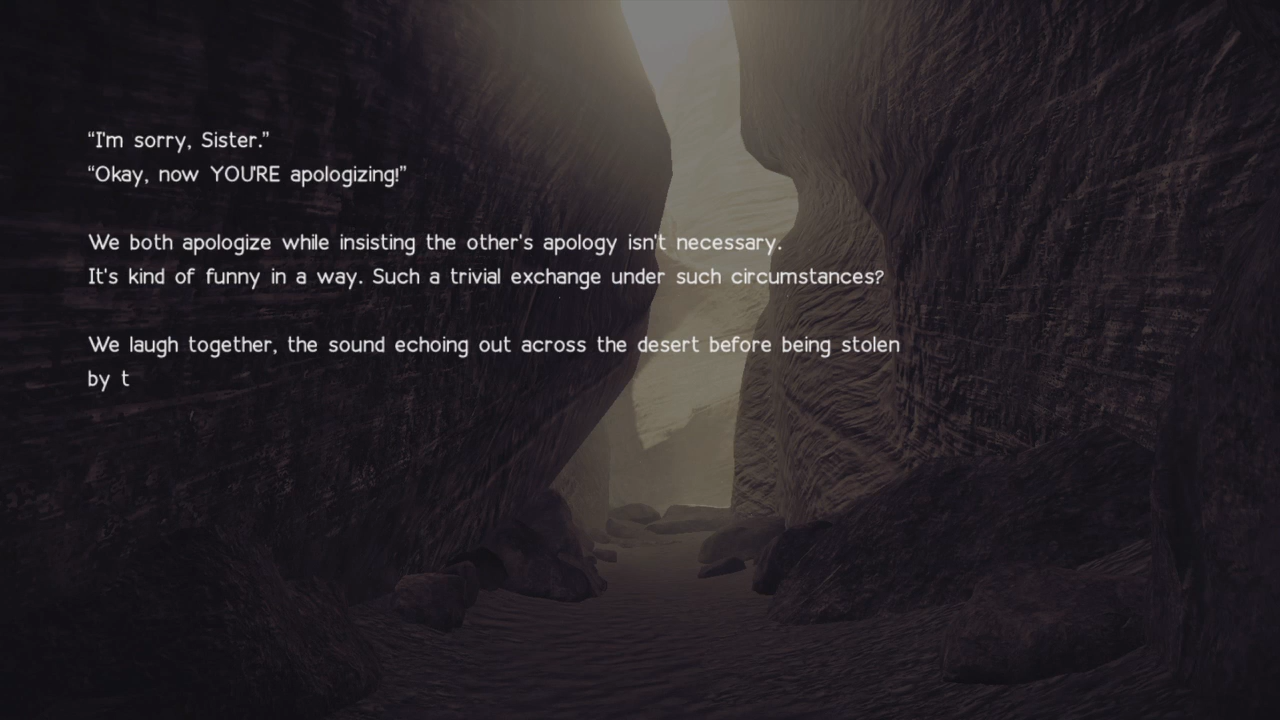 “I'm sorry, Sister.”
“Okay, now YOU'RE apologizing!”
We both apologize while insisting the other's apology isn't necessary.
It's kind of funny in a way. Such a trivial exchange under such circumstances?
We laugh together, the sound echoing out across the desert before being stolen
by t